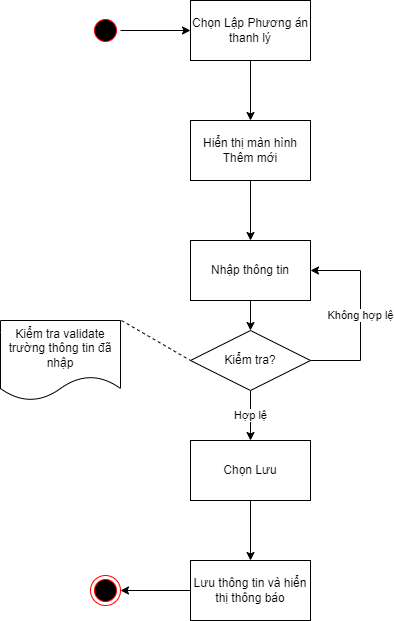 Chọn Lập Phương án
thanh lý
Hiển thị màn hình
Thêm mới
Nhập thông tin
Không hợp lệ
Kiểm tra validate
trường thông tin đã
nhập
Kiểm tra?
Hợp lệ
Chọn Lưu
Lưu thông tin và hiển
thị thông báo